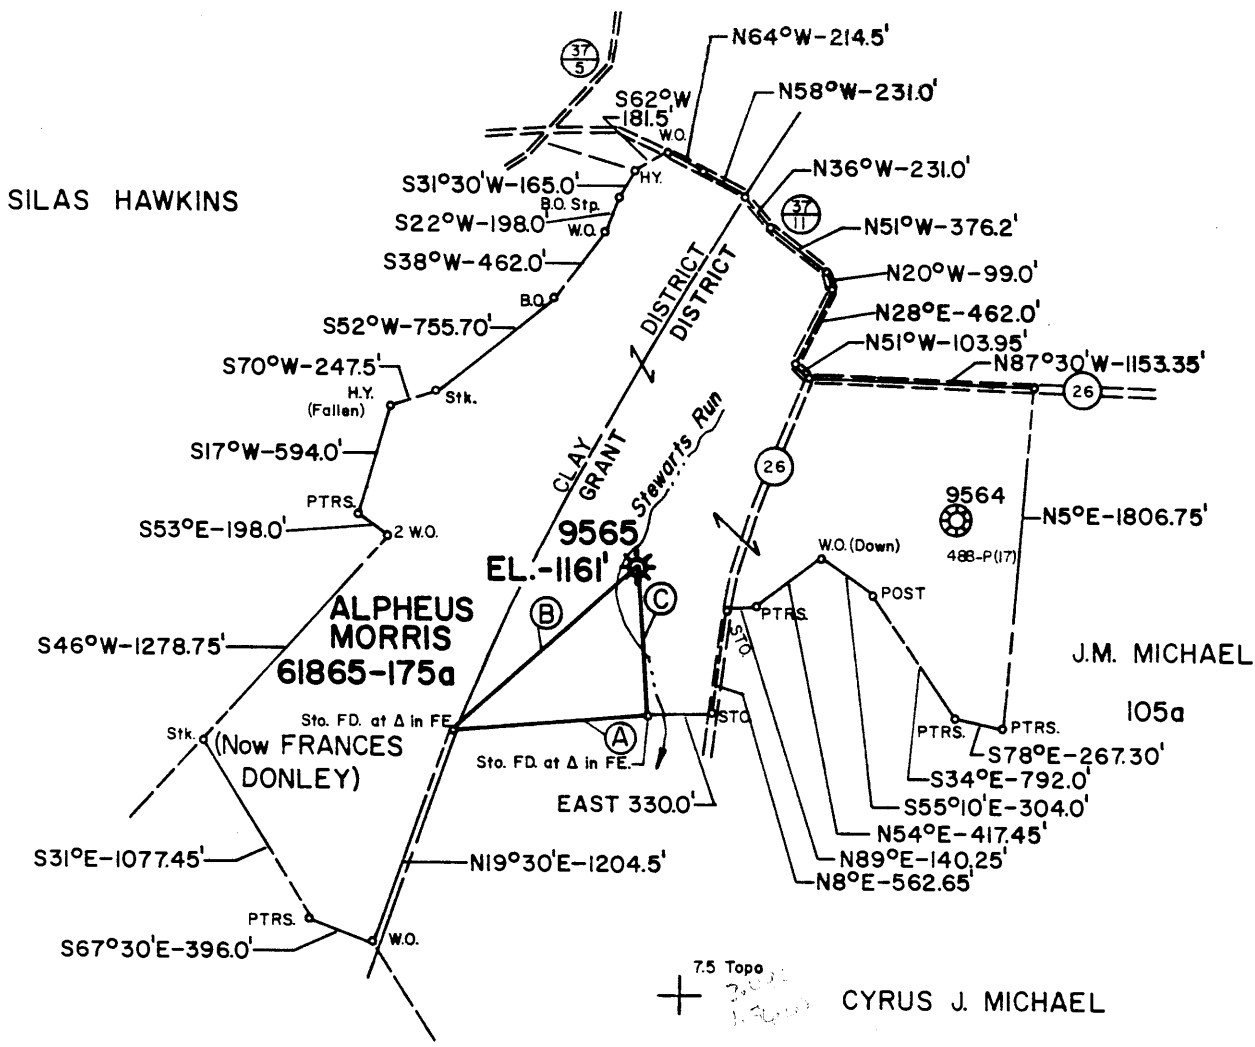 N64°W-214.5'
37
5
S62°W
181.5'
N58°W-231.0'
W.O.
N36°W-231.0'
H.Y.
S31°30'W-165.0'
SILAS HAWKINS
B.O. Stp.
37
11
S22°W-198.0'
W.O.
N51°W-376.2'
S38°W-462.0'
N20°W-99.0'
DISTRICT
DISTRICT
B.O.
N28°E-462.0'
S52°W-755.70'
N51°W-103.95'
N87°30'W-1153.35'
S70°W-247.5'
H.Y.
(Fallen)
Stk.
26
S17°W-594.0'
CLAY
GRANT
Stewarts Run
26
9564
PTRS.
S53°E-198.0'
2 W.O.
9565
EL.-1161'
N5°E-1806.75'
W.O. (Down)
488-P(17)
POST
B
C
ALPHEUS
MORRIS
61865-175a
PTRS.
STO.
S46°W-1278.75'
J.M. MICHAEL
105a
Sto. FD. at Δ in FE.
STO.
A
Stk.
(Now FRANCES
DONLEY)
Sto. FD. at Δ in FE.
PTRS.
PTRS.
S78°E-267.30'
S34°E-792.0'
EAST 330.0'
S55°10'E-304.0'
N54°E-417.45'
S31°E-1077.45'
N19°30'E-1204.5'
N89°E-140.25'
N8°E-562.65'
PTRS.
W.O.
S67°30'E-396.0'
7.5 Topo
CYRUS J. MICHAEL